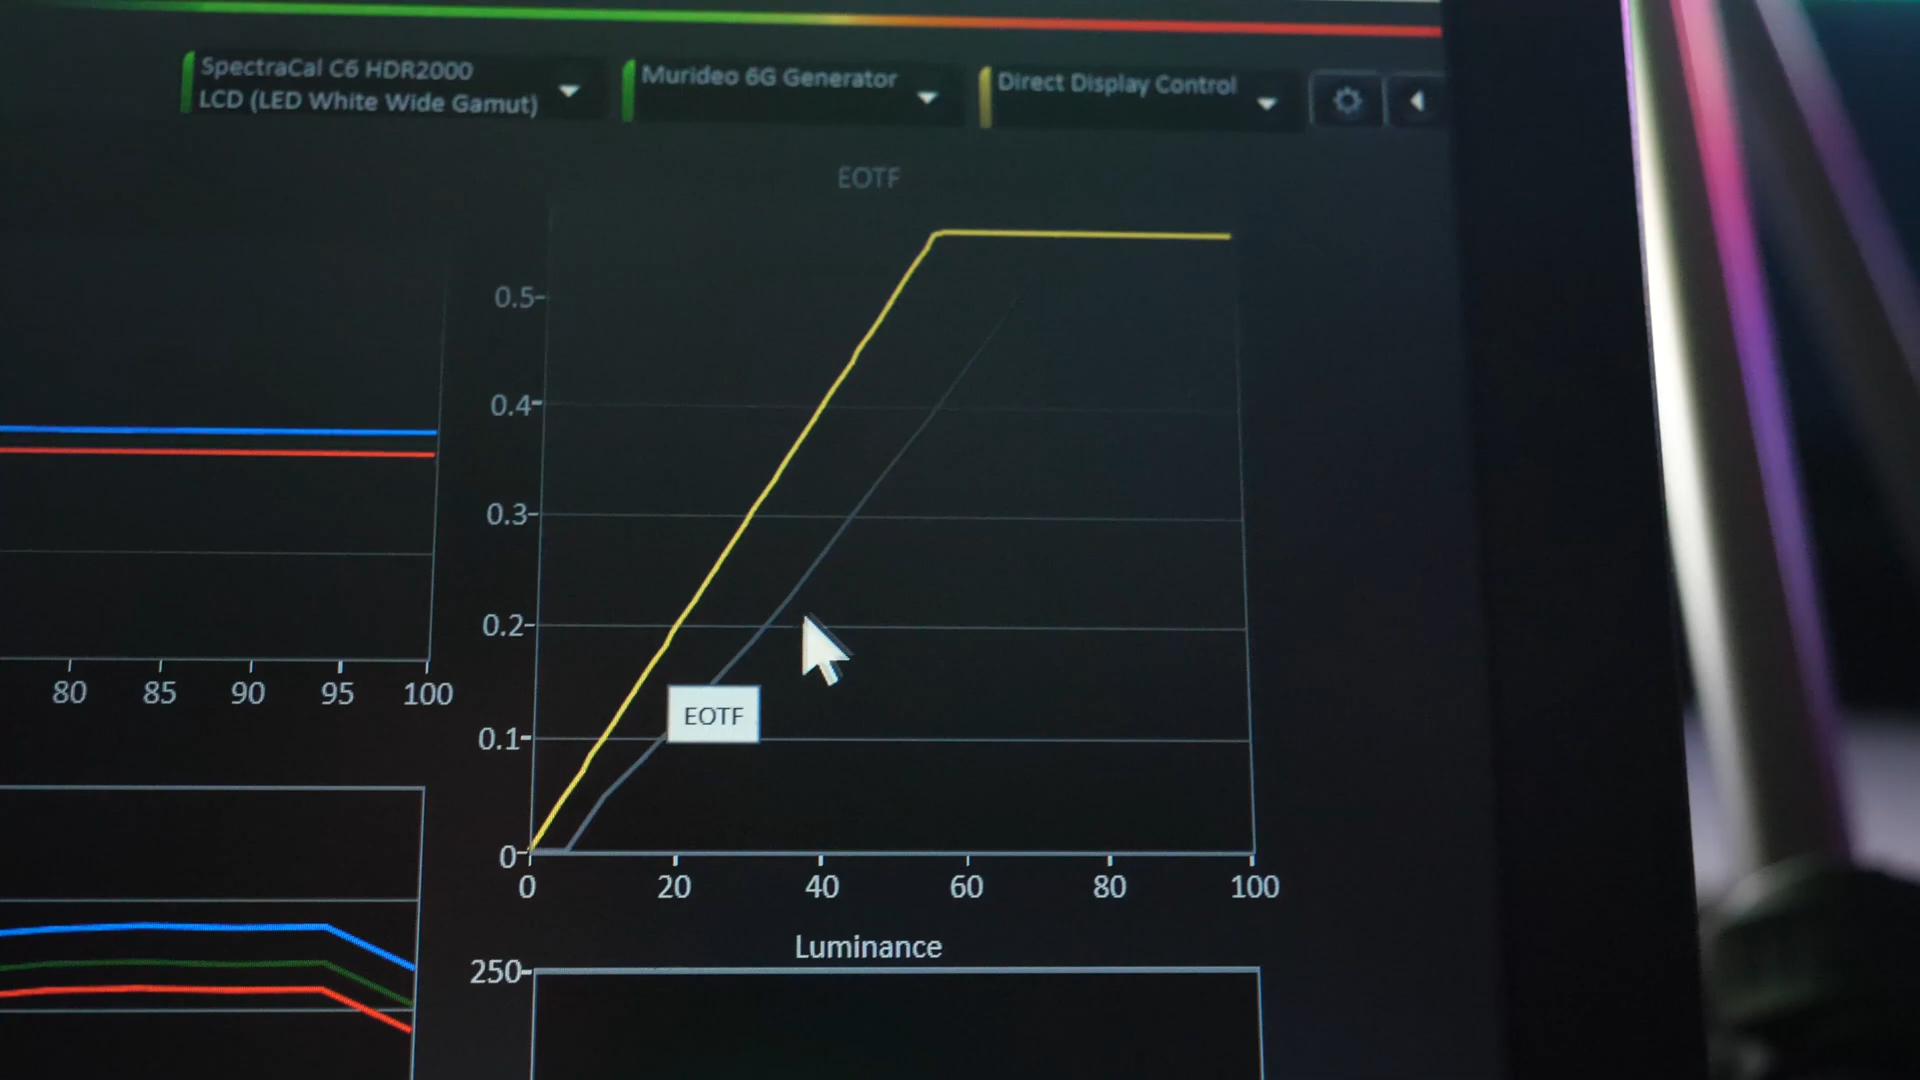 SpectraCal C6 HDR2000
LCD (LED White Wide Gamut)
Murideo 6G Generator
Direct Display Control
EOTF
0.5
0.4
0.3
0.2
0.1
0
0 20 40 60 80 100
EOTF
80 85 90 95 100
Luminance
250